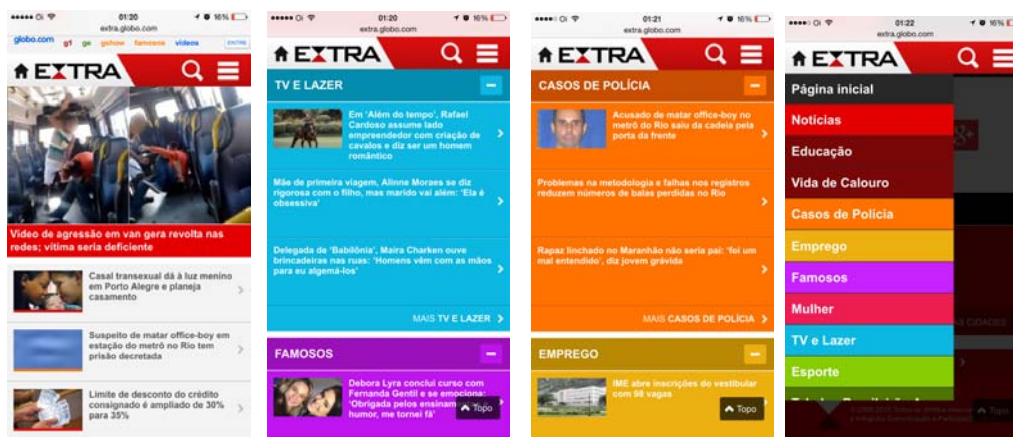 Oi 01:20 16%
extra.globo.com
globo.com g1 ge gshow famosos vídeos ENTRE
EXTRA
Vídeo de agressão em van gera revolta nas
redes; vítima seria deficiente
Casal transexual dá à luz menino
em Porto Alegre e planeja
casamento
Suspeito de matar office-boy em
estação do metrô no Rio tem
prisão decretada
Limite de desconto do crédito
consignado é ampliado de 30%
para 35%
Oi 01:20 16%
extra.globo.com
EXTRA
TV E LAZER
Em 'Além do tempo', Rafael
Cardoso assume lado
empreendedor com criação de
cavalos e diz ser um homem
romântico
Mãe de primeira viagem, Alinne Moraes se diz
rigorosa com o filho, mas marido vai além: 'Ela é
obsessiva'
Delegada de 'Babilônia', Maira Charken ouve
brincadeiras nas ruas: 'Homens vêm com as mãos
para eu algemá-los'
MAIS TV E LAZER
FAMOSOS
Debora Lyra conclui curso com
Fernanda Gentil e se emociona:
'Obrigada pelos ensinam
humor, me tornei fã'
Topo
Oi 01:21 16%
extra.globo.com
EXTRA
CASOS DE POLÍCIA
Acusado de matar office-boy no
metrô do Rio saiu da cadeia pela
porta da frente
Problemas na metodologia e falhas nos registros
reduzem números de balas perdidas no Rio
Rapaz linchado no Maranhão não seria pai: 'foi um
mal entendido', diz jovem grávida
MAIS CASOS DE POLÍCIA
EMPREGO
IME abre inscrições do vestibular
com 98 vagas
Topo
Oi 01:22 16%
extra.globo.com
EXTRA
Página inicial
Notícias
Educação
Vida de Calouro
Casos de Polícia
Emprego
Famosos
Mulher
TV e Lazer
Esporte
CIDADES
Topo